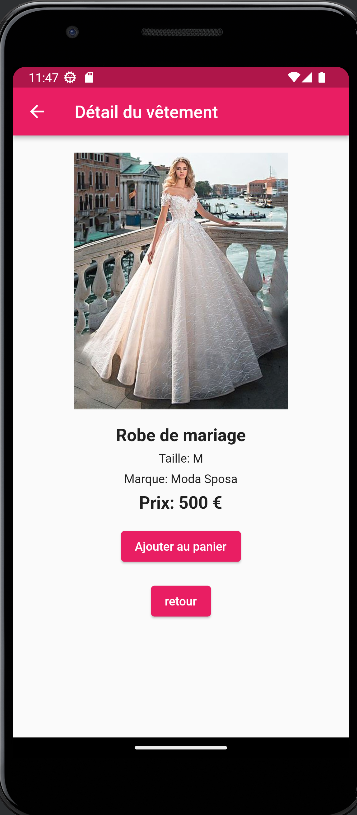 11:47
Détail du vêtement
Robe de mariage
Taille: M
Marque: Moda Sposa
Prix: 500 €
Ajouter au panier
retour